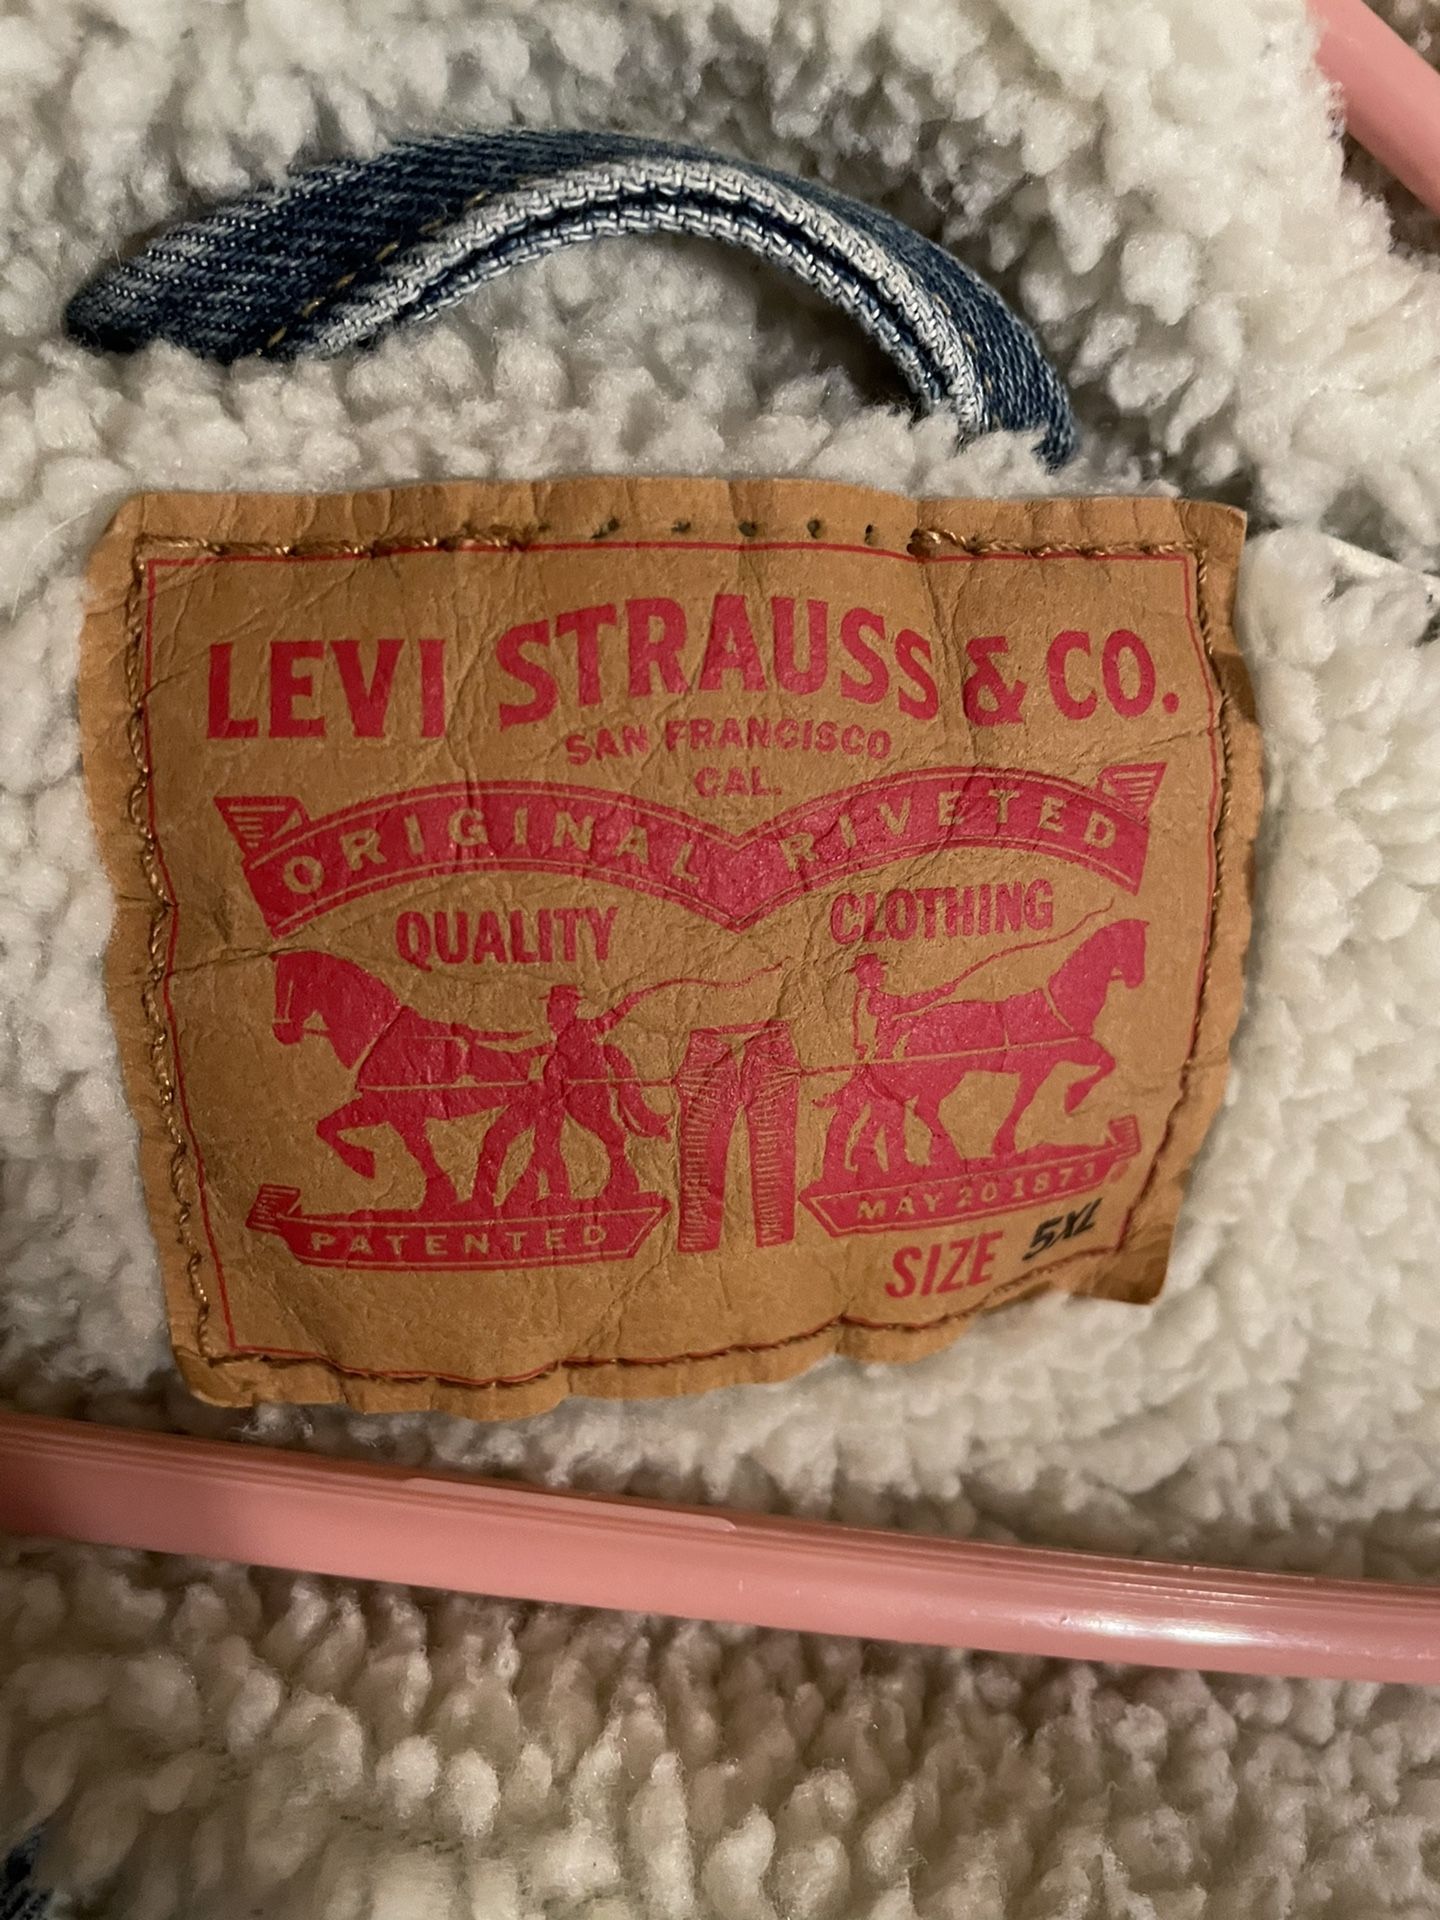 LEVI STRAUSS & CO.
SAN FRANCISCO
CAL.
ORIGINAL RIVETED
QUALITY CLOTHING
PATENTED
MAY 20 1873
SIZE 5XL